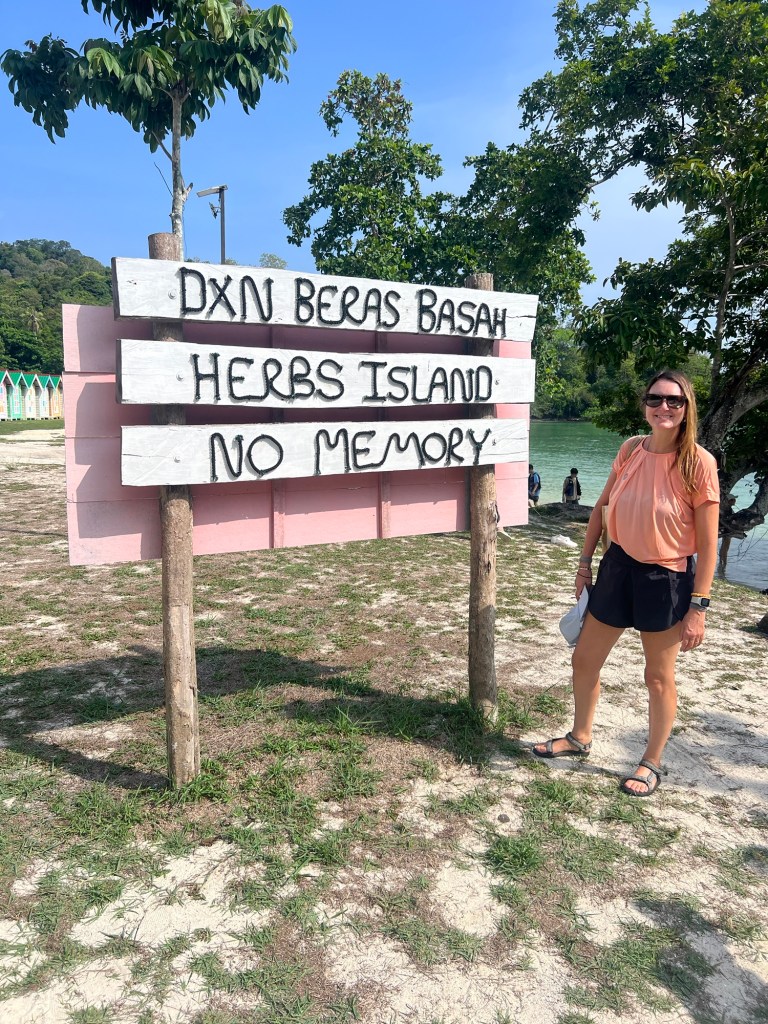 DXN BERAS BASAH
HERBS ISLAND
NO MEMORY